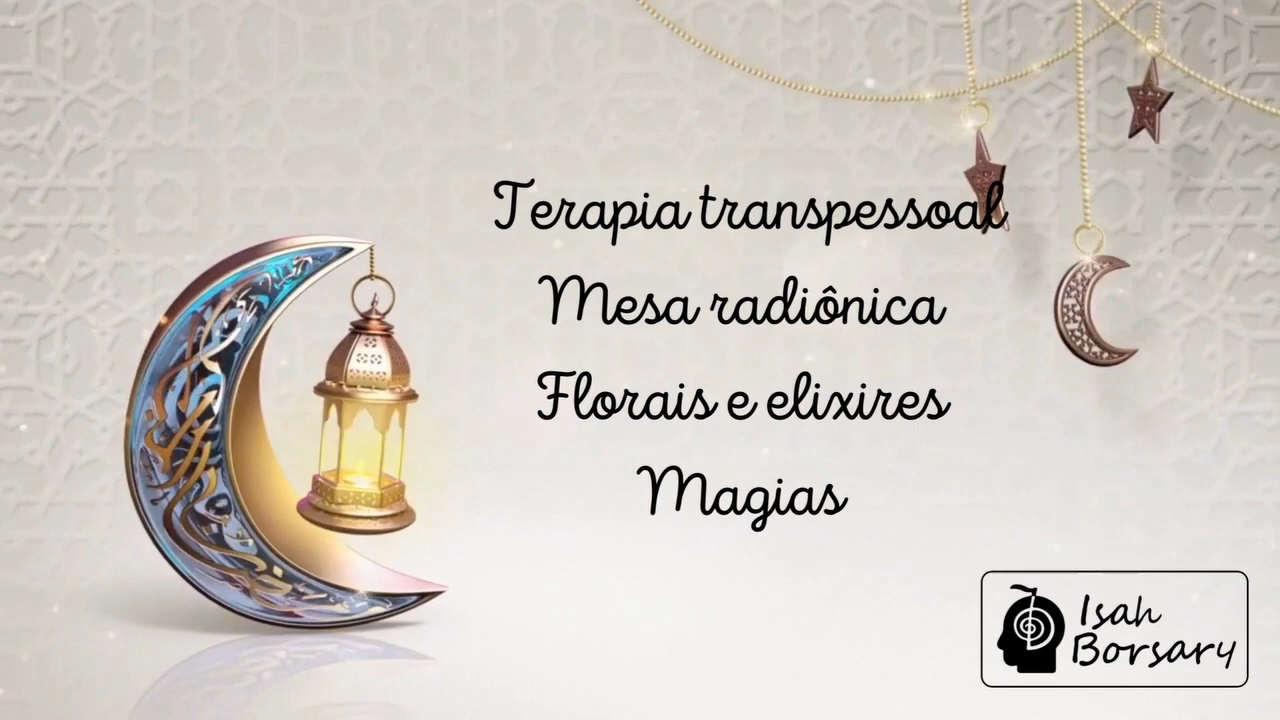 Terapia transpessoal
Mesa radiônica
Florais e elixires
Magias
Isah
Borsary